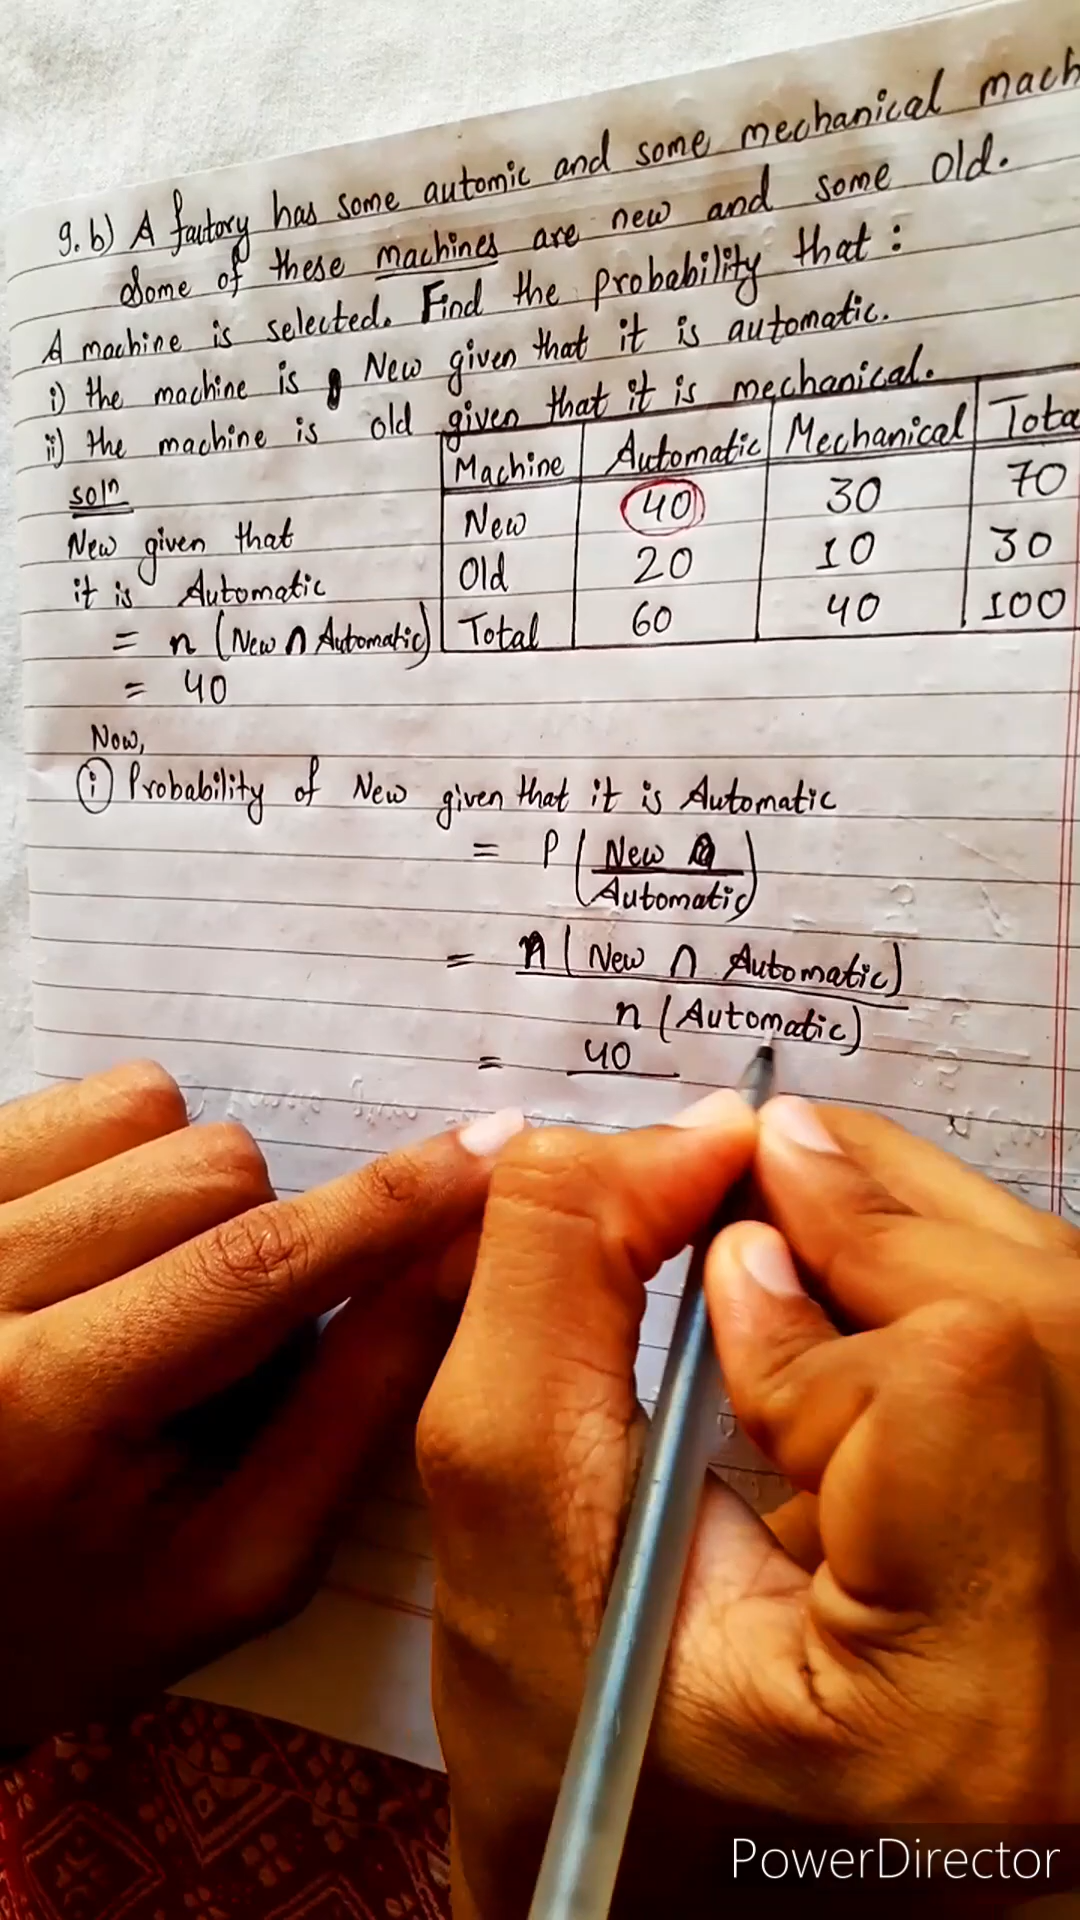 9. b) A factory has some automic and some mechanical mach
Some of these machines are new and some old.
A machine is selected. Find the probability that :
i) the machine is New given that it is automatic.
ii) the machine is old given that it is mechanical.
Soln
New given that
it is Automatic
= n (New ∩ Automatic)
= 40
Machine Automatic Mechanical Tota
New 40 30 70
Old 20 10 30
Total 60 40 100
Now,
i Probability of New given that it is Automatic
= P ( New
Automatic )
= n ( New ∩ Automatic)
n (Automatic)
= 40
PowerDirector